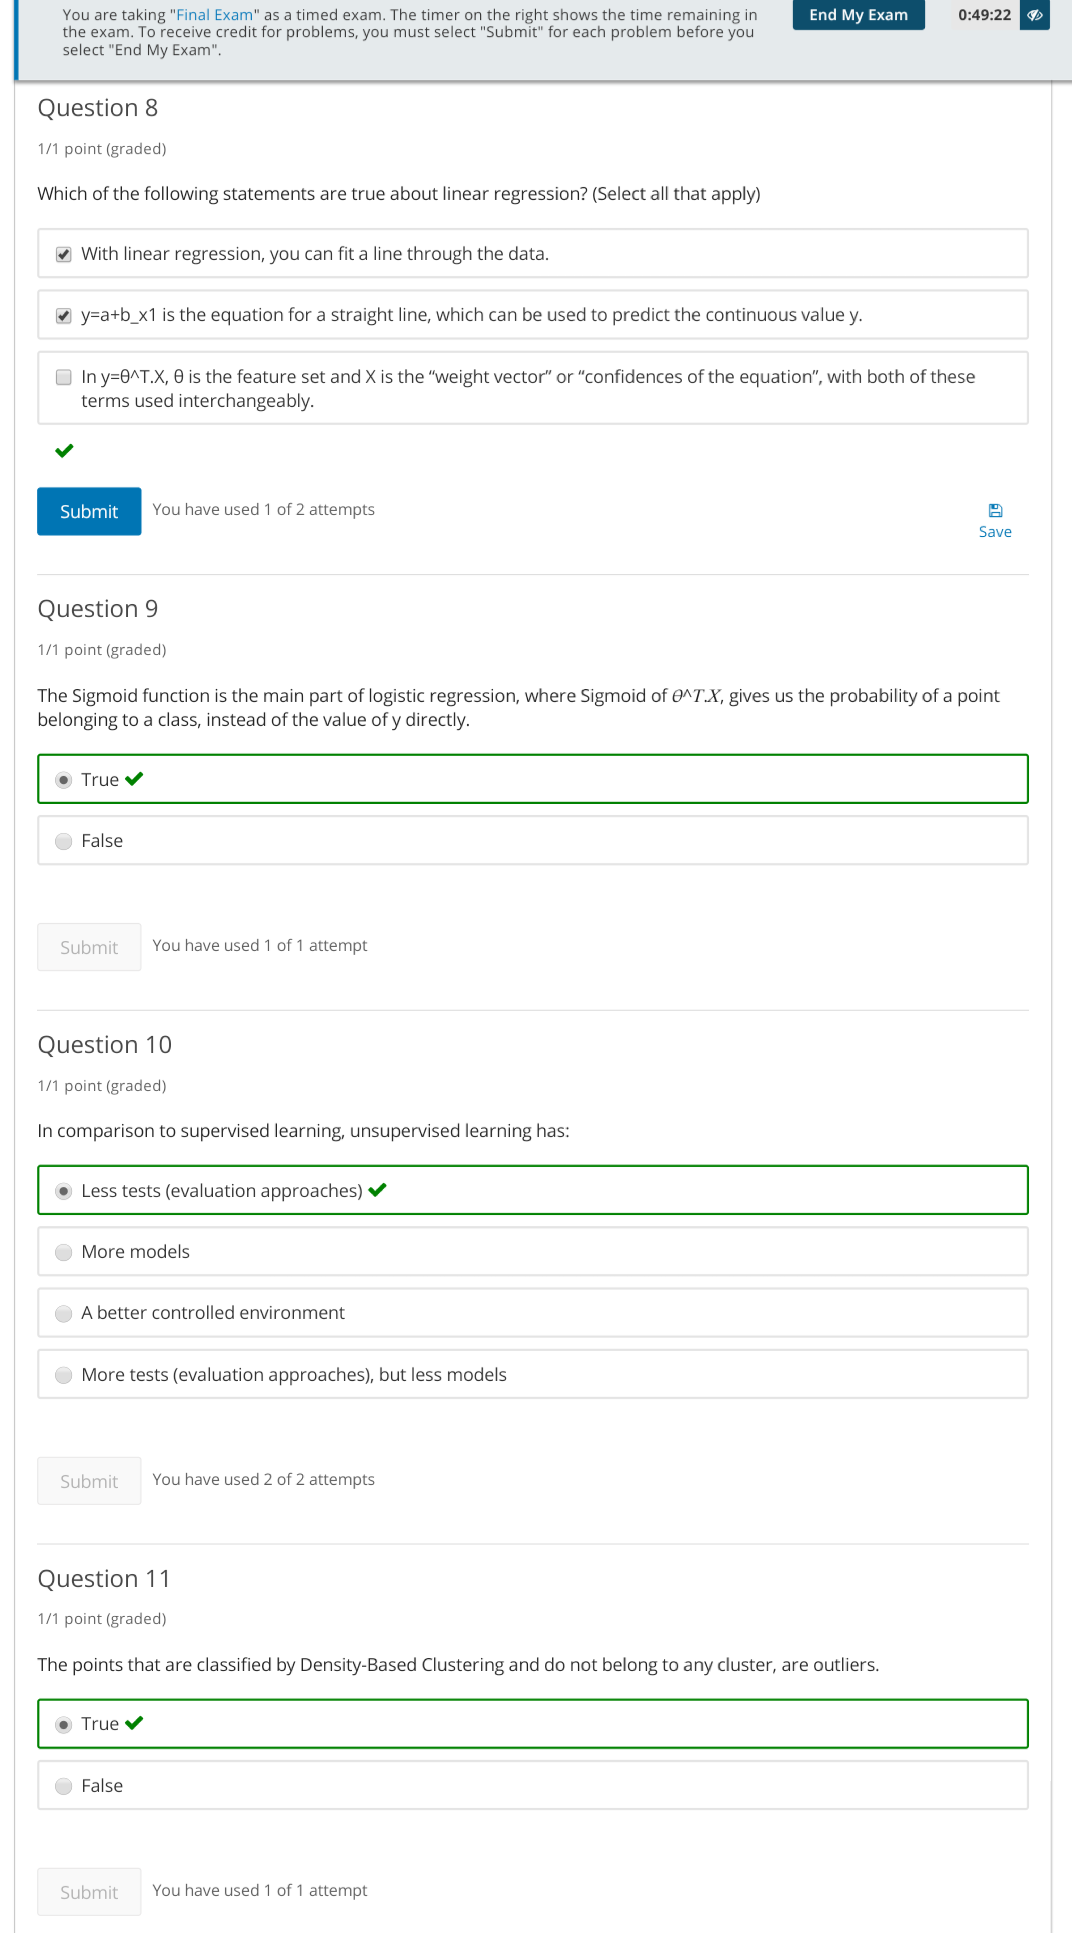 You are taking "Final Exam" as a timed exam. The timer on the right shows the time remaining in
the exam. To receive credit for problems, you must select "Submit" for each problem before you
select "End My Exam".
End My Exam
0:49:22
Question 8
1/1 point (graded)
Which of the following statements are true about linear regression? (Select all that apply)
With linear regression, you can fit a line through the data.
y=a+b_x1 is the equation for a straight line, which can be used to predict the continuous value y.
In y=θ^T.X, θ is the feature set and X is the “weight vector” or “confidences of the equation”, with both of these
terms used interchangeably.
Submit
You have used 1 of 2 attempts
Save
Question 9
1/1 point (graded)
The Sigmoid function is the main part of logistic regression, where Sigmoid of θ^T.X, gives us the probability of a point
belonging to a class, instead of the value of y directly.
True
False
Submit
You have used 1 of 1 attempt
Question 10
1/1 point (graded)
In comparison to supervised learning, unsupervised learning has:
Less tests (evaluation approaches)
More models
A better controlled environment
More tests (evaluation approaches), but less models
Submit
You have used 2 of 2 attempts
Question 11
1/1 point (graded)
The points that are classified by Density-Based Clustering and do not belong to any cluster, are outliers.
True
False
Submit
You have used 1 of 1 attempt